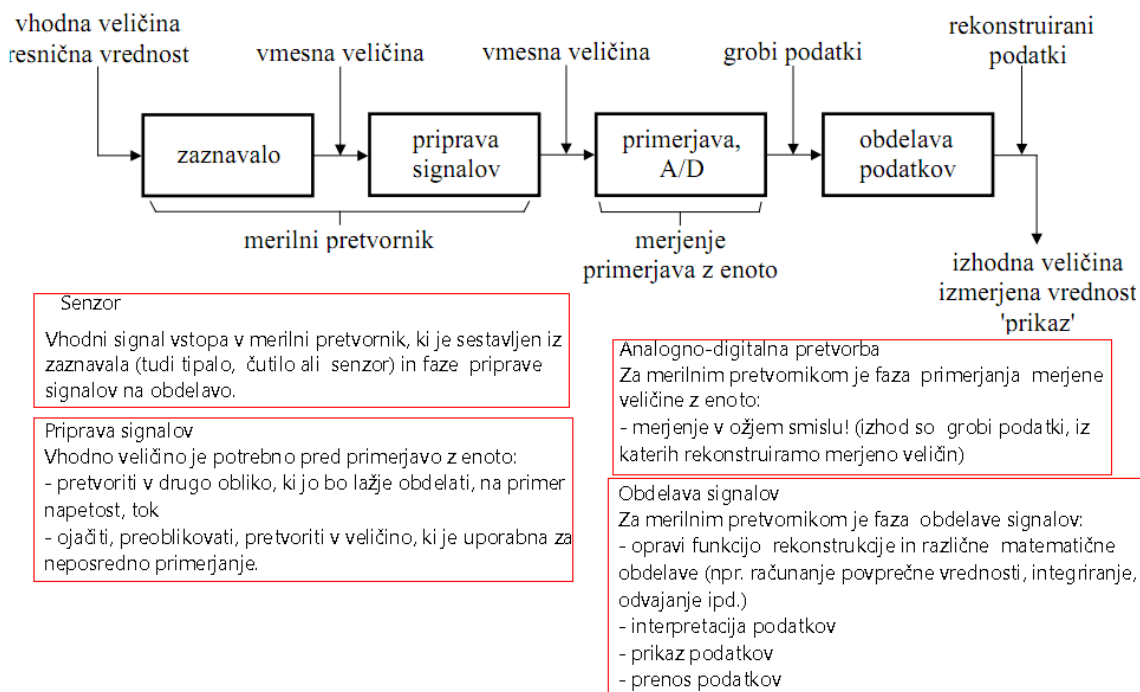 vhodna veličina
resnična vrednost
vmesna veličina
vmesna veličina
grobi podatki
rekonstruirani
podatki
zaznavalo
priprava
signalov
primerjava,
A/D
obdelava
podatkov
merilni pretvornik
merjenje
primerjava z enoto
izhodna veličina
izmerjena vrednost
'prikaz'
Senzor
Vhodni signal vstopa v merilni pretvornik, ki je sestavljen iz
zaznavala (tudi tipalo, čutilo ali senzor) in faze priprave
signalov na obdelavo.
Priprava signalov
Vhodno veličino je potrebno pred primerjavo z enoto:
- pretvoriti v drugo obliko, ki jo bo lažje obdelati, na primer
napetost, tok
- ojačiti, preoblikovati, pretvoriti v veličino, ki je uporabna za
neposredno primerjanje.
Analogno-digitalna pretvorba
Za merilnim pretvornikom je faza primerjanja merjene
veličine z enoto:
- merjenje v ožjem smislu! (izhod so grobi podatki, iz
katerih rekonstruiramo merjeno veličin)
Obdelava signalov
Za merilnim pretvornikom je faza obdelave signalov:
- opravi funkcijo rekonstrukcije in različne matematične
obdelave (npr. računanje povprečne vrednosti, integriranje,
odvajanje ipd.)
- interpretacija podatkov
- prikaz podatkov
- prenos podatkov